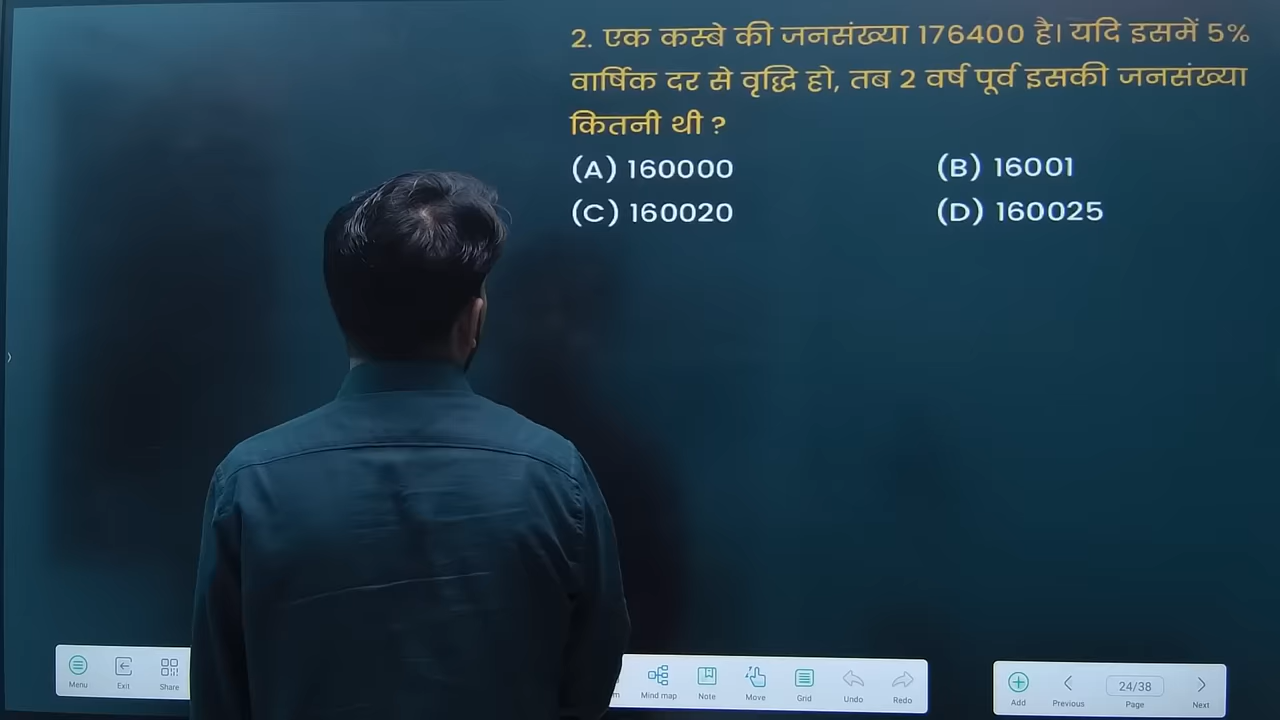 2. एक कस्बे की जनसंख्या 176400 है। यदि इसमें 5%
वार्षिक दर से वृद्धि हो, तब 2 वर्ष पूर्व इसकी जनसंख्या
कितनी थी ?
(A) 160000 (B) 16001
(C) 160020 (D) 160025
Menu Exit Share Mind map Note Move Grid Undo Redo Add Previous 24/38 Page Next